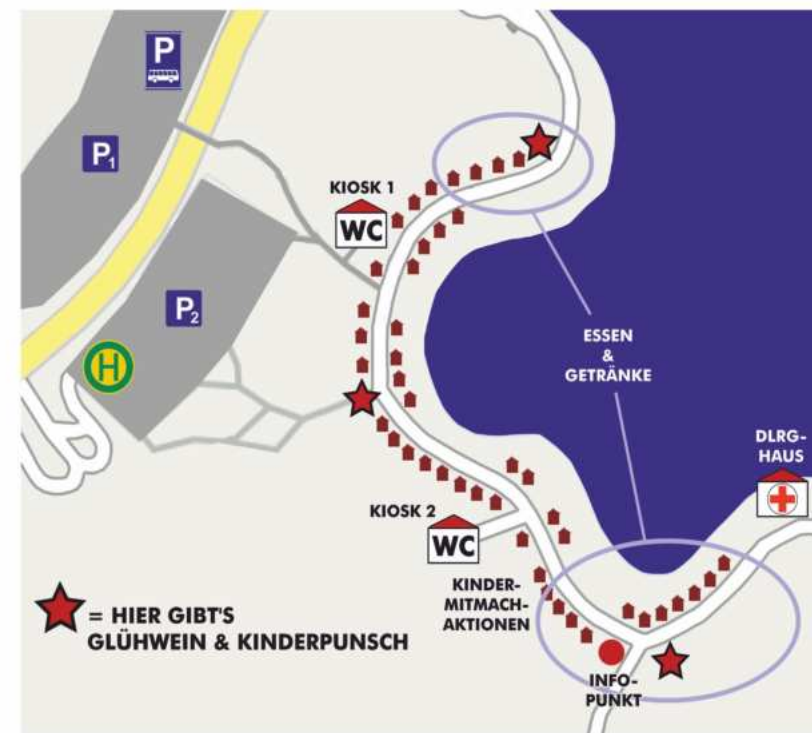 P
P1
KIOSK 1
WC
P2
H
ESSEN
&
GETRÄNKE
DLRG-
HAUS
KIOSK 2
WC
KINDER-
MITMACH-
AKTIONEN
= HIER GIBT'S
GLÜHWEIN & KINDERPUNSCH
INFO-
PUNKT